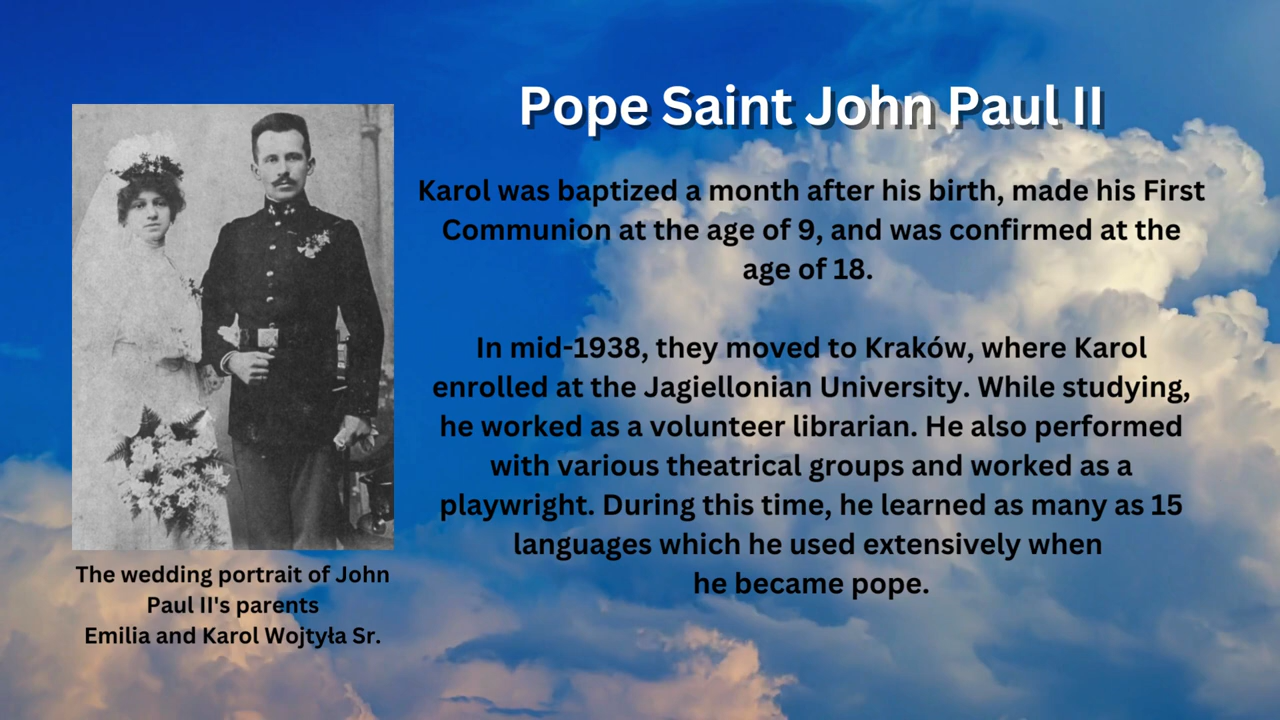 Pope Saint John Paul II
Karol was baptized a month after his birth, made his First
Communion at the age of 9, and was confirmed at the
age of 18.
In mid-1938, they moved to Kraków, where Karol
enrolled at the Jagiellonian University. While studying,
he worked as a volunteer librarian. He also performed
with various theatrical groups and worked as a
playwright. During this time, he learned as many as 15
languages which he used extensively when
he became pope.
The wedding portrait of John
Paul II's parents
Emilia and Karol Wojtyła Sr.